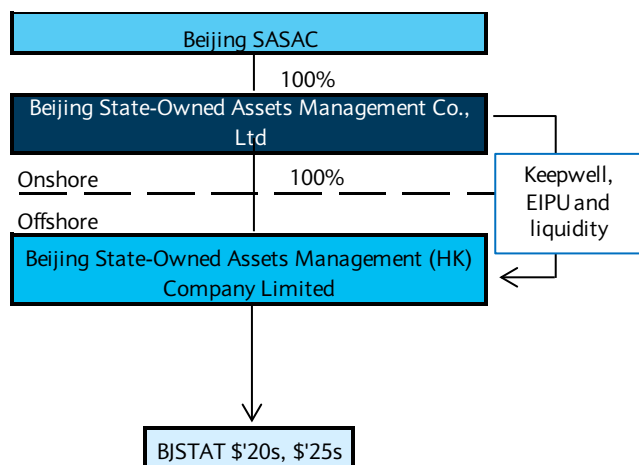 Beijing SASAC
100%
Beijing State-Owned Assets Management Co.,
Ltd
Onshore
100%
Keepwell,
EIPU and
liquidity
Offshore
Beijing State-Owned Assets Management (HK)
Company Limited
BJSTAT $'20s, $'25s